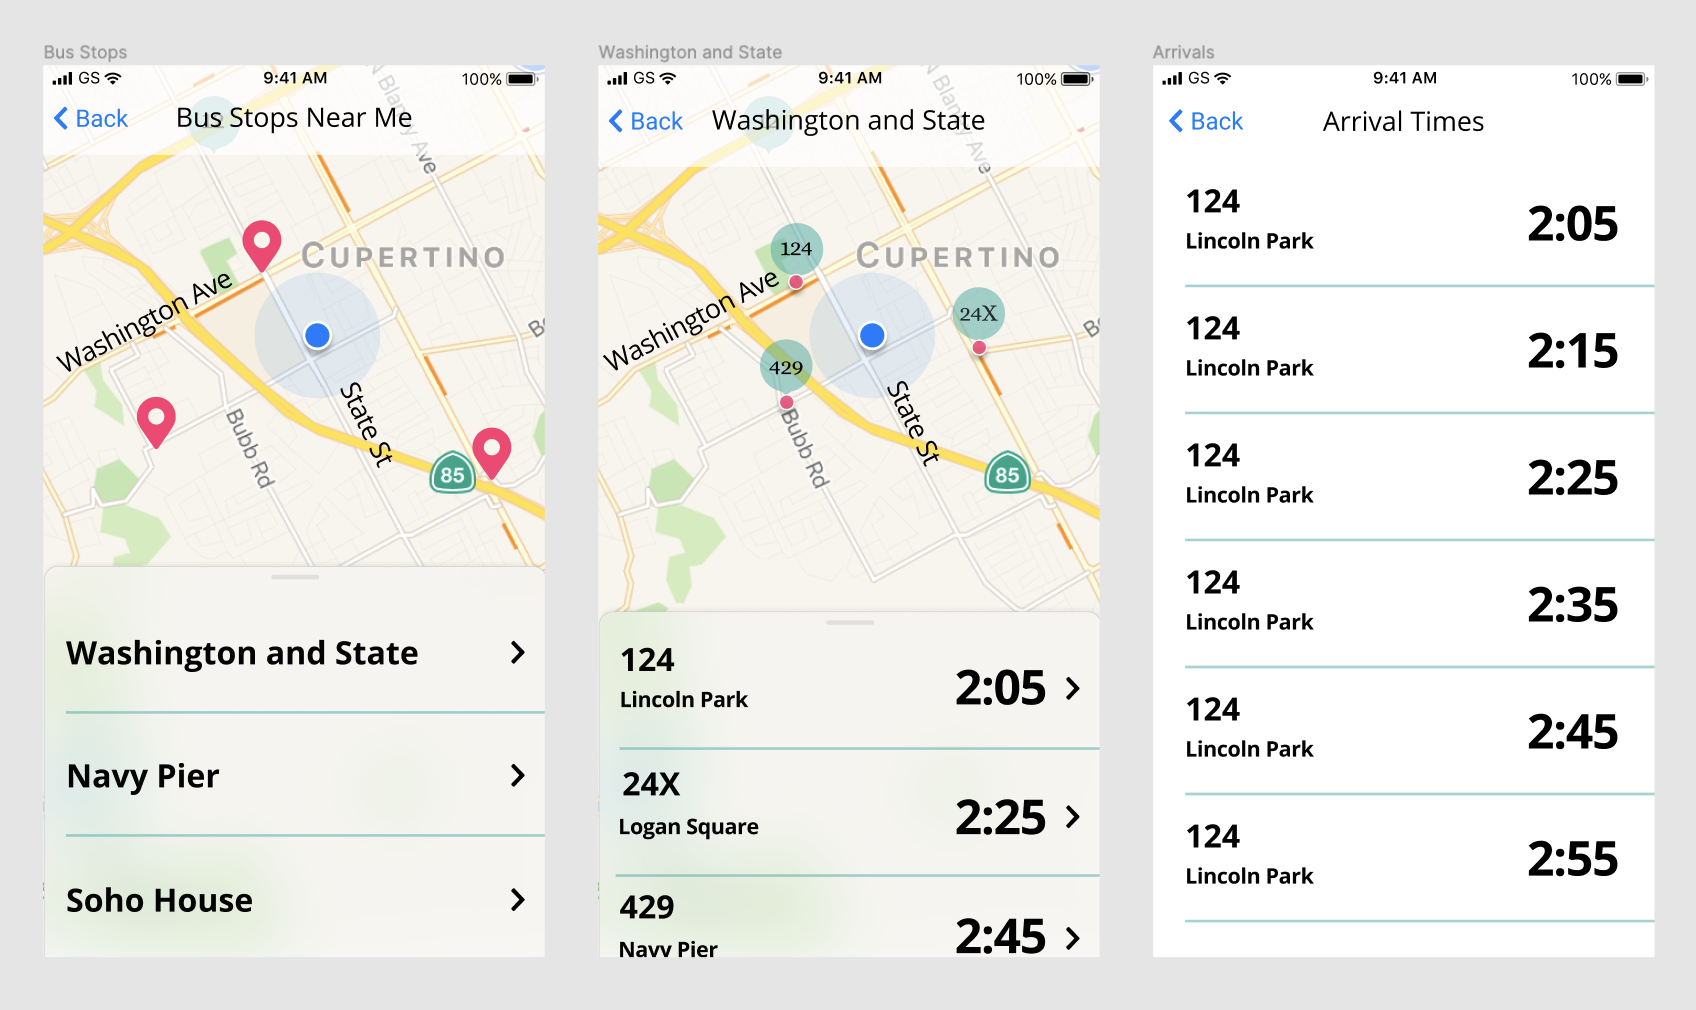 Bus Stops
GS
9:41 AM
100%
Back
Bus Stops Near Me
N Blaney Ave
CUPERTINO
Washington Ave
State St
Bubb Rd
85
Washington and State
Navy Pier
Soho House
Washington and State
GS
9:41 AM
100%
Back
Washington and State
N Blaney Ave
124
CUPERTINO
Washington Ave
24X
429
State St
Bubb Rd
85
124
Lincoln Park
2:05
24X
Logan Square
2:25
429
Navy Pier
2:45
Arrivals
GS
9:41 AM
100%
Back
Arrival Times
124
Lincoln Park
2:05
124
Lincoln Park
2:15
124
Lincoln Park
2:25
124
Lincoln Park
2:35
124
Lincoln Park
2:45
124
Lincoln Park
2:55